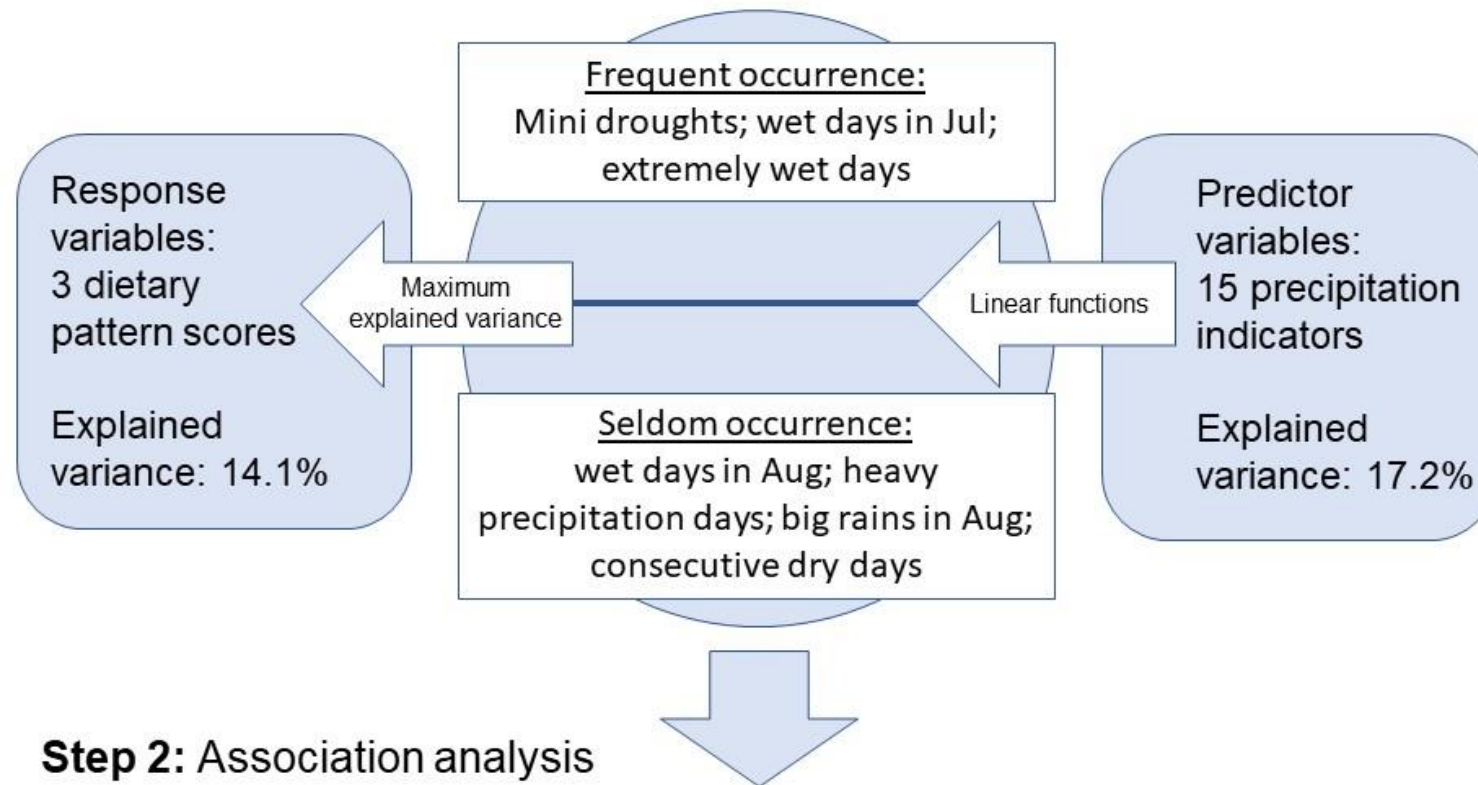 Frequent occurrence:
Mini droughts; wet days in Jul;
extremely wet days
Response
variables:
3 dietary
pattern scores
Explained
variance: 14.1%
Maximum
explained variance
Linear functions
Predictor
variables:
15 precipitation
indicators
Explained
variance: 17.2%
Seldom occurrence:
wet days in Aug; heavy
precipitation days; big rains in Aug;
consecutive dry days
Step 2: Association analysis